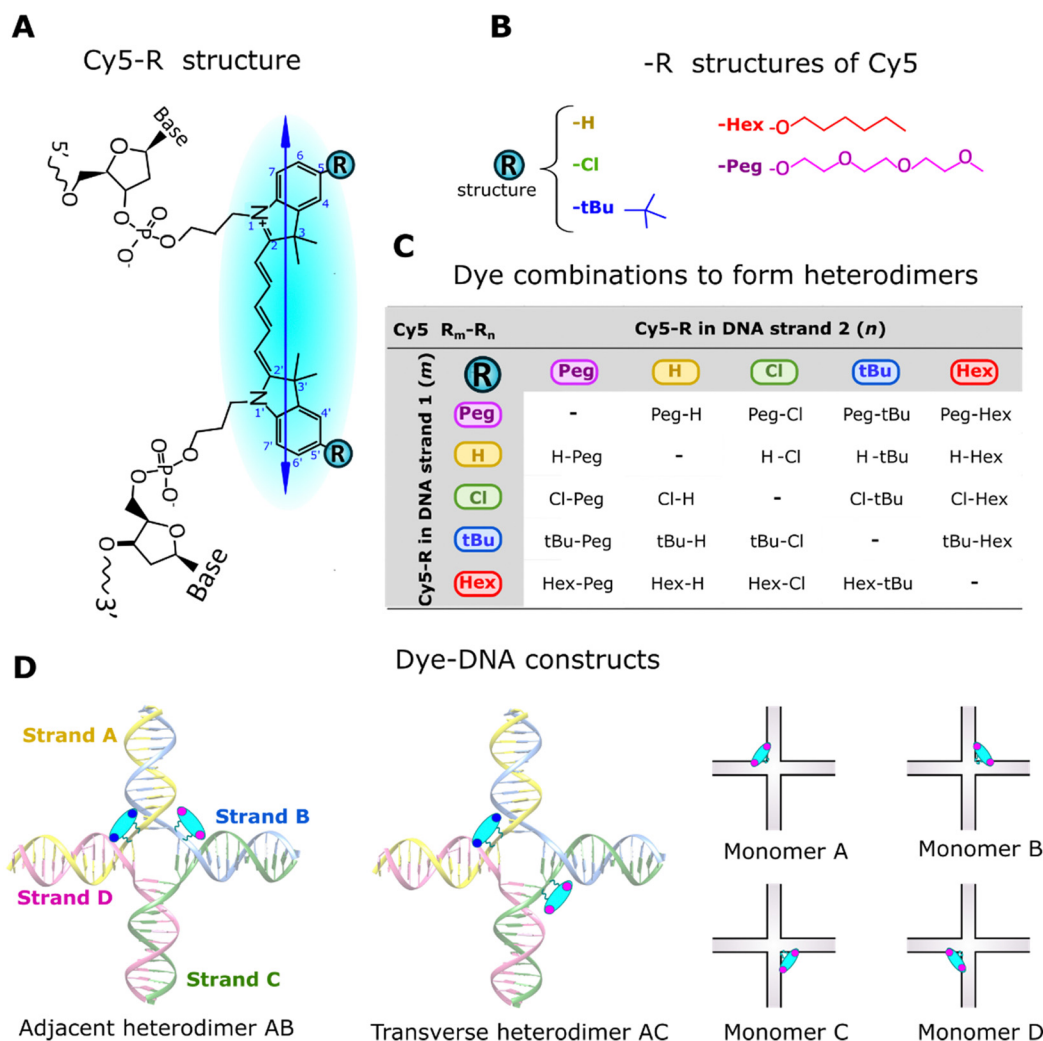 A
Cy5-R structure
5'
O
Base
O
O
O
P
O
O-
O
N
+
1
2
3
4
5
6
7
R
2'
3'
N
1'
4'
5'
6'
7'
R
O
P
O
O-
O
O
O
Base
3'
B
-R structures of Cy5
R
structure
-H
-Cl
-tBu
-Hex -O
-Peg -O O O O
C
Dye combinations to form heterodimers
Cy5 Rm-Rn Cy5-R in DNA strand 2 (n)
Cy5-R in DNA strand 1 (m)
R Peg H Cl tBu Hex
Peg - Peg-H Peg-Cl Peg-tBu Peg-Hex
H H-Peg - H -Cl H -tBu H-Hex
Cl Cl-Peg Cl-H - Cl-tBu Cl-Hex
tBu tBu-Peg tBu-H tBu-Cl - tBu-Hex
Hex Hex-Peg Hex-H Hex-Cl Hex-tBu -
D
Dye-DNA constructs
Strand A
Strand B
Strand D
Strand C
Adjacent heterodimer AB
Transverse heterodimer AC
Monomer A
Monomer B
Monomer C
Monomer D